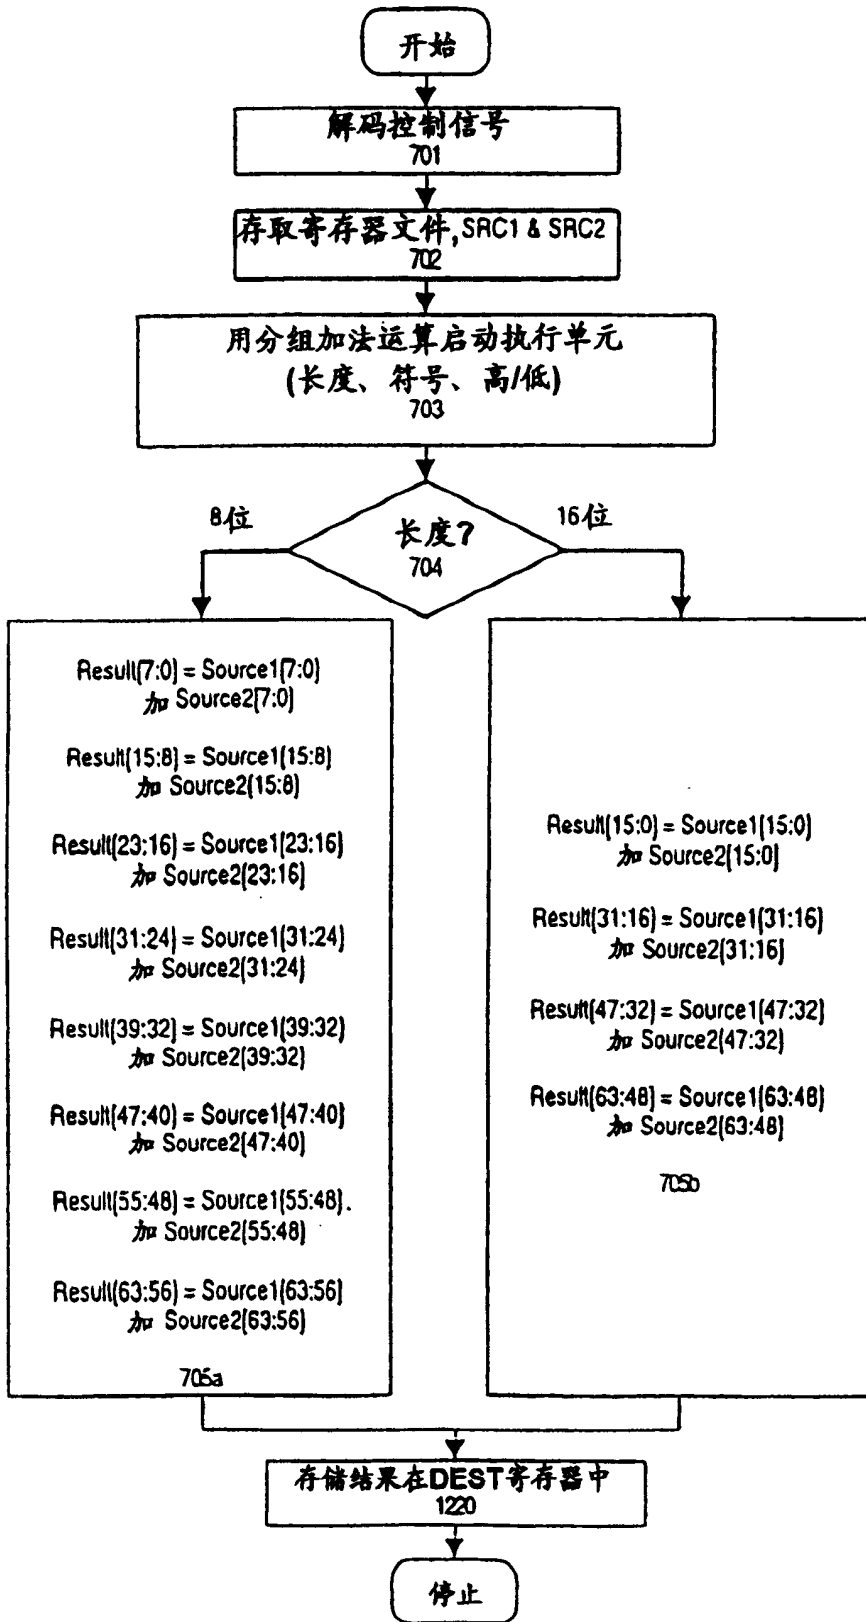 开始
解码控制信号
701
存取寄存器文件,SRC1 & SRC2
702
用分组加法运算启动执行单元
(长度、符号、高/低)
703
8位
长度?
16位
704
Result(7:0) = Source1(7:0)
加 Source2(7:0)
Result(15:8) = Source1(15:8)
加 Source2(15:8)
Result(23:16) = Source1(23:16)
加 Source2(23:16)
Result(31:24) = Source1(31:24)
加 Source2(31:24)
Result(39:32) = Source1(39:32)
加 Source2(39:32)
Result(47:40) = Source1(47:40)
加 Source2(47:40)
Result(55:48) = Source1(55:48)
加 Source2(55:48)
Result(63:56) = Source1(63:56)
加 Source2(63:56)
705a
Result(15:0) = Source1(15:0)
加 Source2(15:0)
Result(31:16) = Source1(31:16)
加 Source2(31:16)
Result(47:32) = Source1(47:32)
加 Source2(47:32)
Result(63:48) = Source1(63:48)
加 Source2(63:48)
705b
存储结果在DEST寄存器中
1220
停止